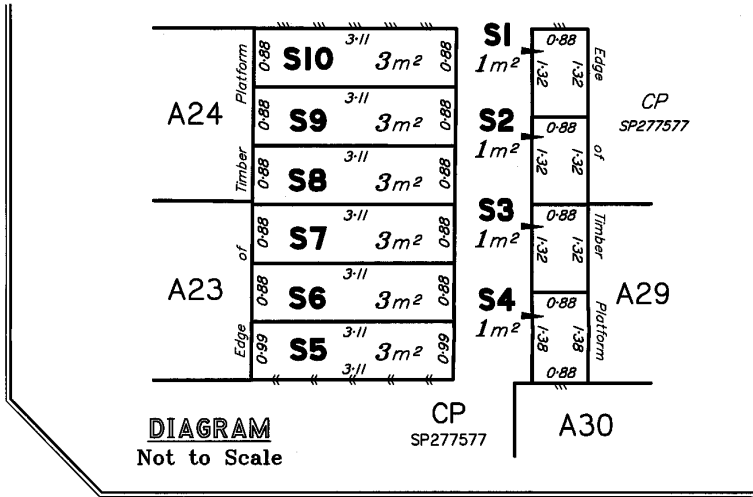 A24
Edge of Timber Platform
A23
3·11
0·88 S10 3m² 0·88
3·11
0·88 S9 3m² 0·88
3·11
0·88 S8 3m² 0·88
3·11
0·88 S7 3m² 0·88
3·11
0·88 S6 3m² 0·88
3·11
0·99 S5 3m² 0·99
3·11
S1
1m²
0·88
1·32 1·32
S2
1m²
0·88
1·32 1·32
S3
1m²
0·88
1·32 1·32
S4
1m²
0·88
1·38 1·38
0·88
Edge of Timber Platform
CP
SP277577
A29
A30
CP
SP277577
DIAGRAM
Not to Scale